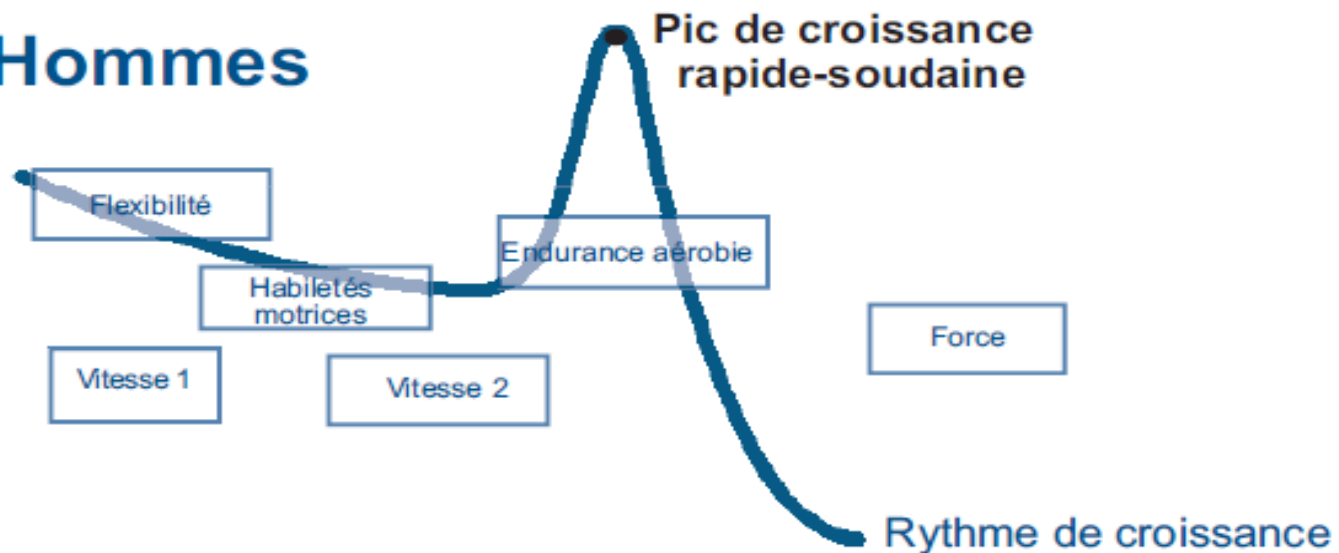 Hommes
Pic de croissance
rapide-soudaine
Flexibilité
Endurance aérobie
Habiletés
motrices
Force
Vitesse 1
Vitesse 2
Rythme de croissance